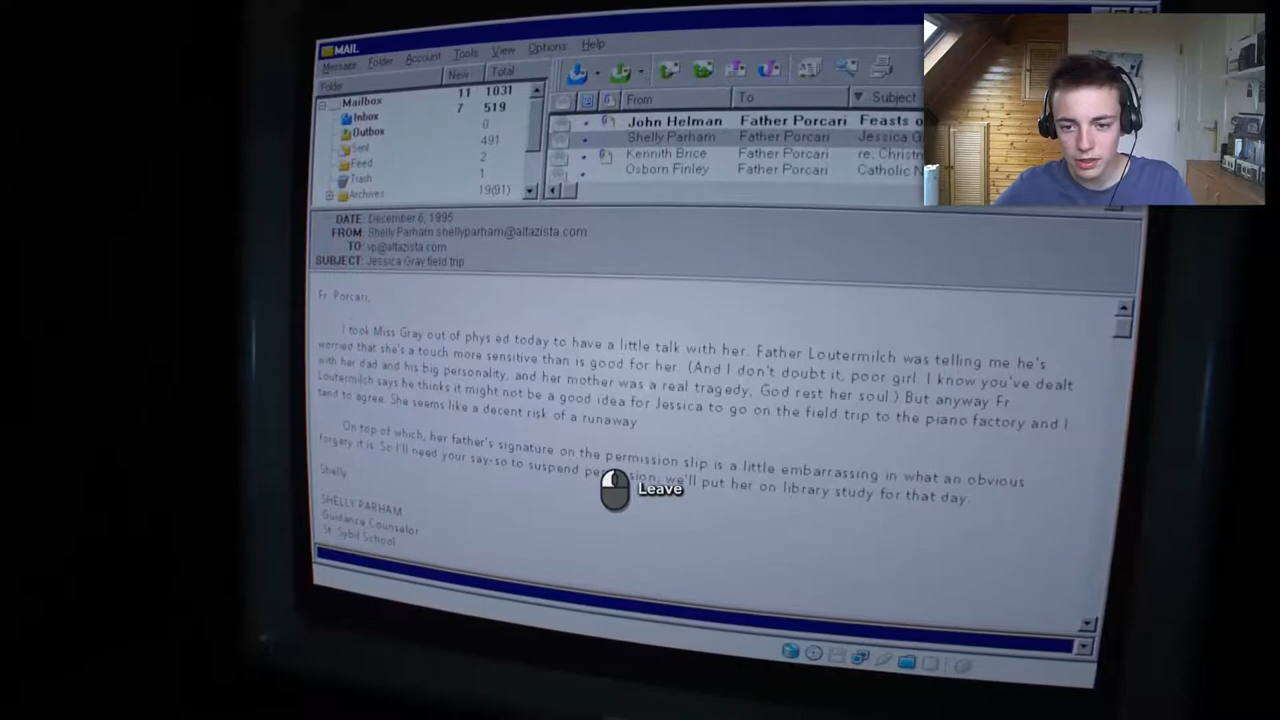 MAIL
Message Folder Account Tools View Options Help
Folder New Total
Mailbox 11 1031
Inbox 7 519
Outbox 0
Sent 491
Feed 2
Trash 1
Archives 19(91)
From To Subject
John Helman Father Porcari Feasts o
Shelly Parham Father Porcari Jessica G
Kennith Brice Father Porcari re: Christn
Osborn Finley Father Porcari Catholic N
DATE: December 6, 1995
FROM: Shelly Parham shellyparham@altazista.com
TO: vp@altazista.com
SUBJECT: Jessica Gray field trip
Fr. Porcari,
I took Miss Gray out of phys ed today to have a little talk with her. Father Loutermilch was telling me he's
worried that she's a touch more sensitive than is good for her. (And I don't doubt it, poor girl. I know you've dealt
with her dad and his big personality, and her mother was a real tragedy, God rest her soul.) But anyway Fr
Loutermilch says he thinks it might not be a good idea for Jessica to go on the field trip to the piano factory and I
tend to agree. She seems like a decent risk of a runaway
On top of which, her father's signature on the permission slip is a little embarrassing in what an obvious
forgery it is. So I'll need your say-so to suspend permission, we'll put her on library study for that day.
Leave
Shelly
SHELLY PARHAM
Guidance Counselor
St. Sybil School